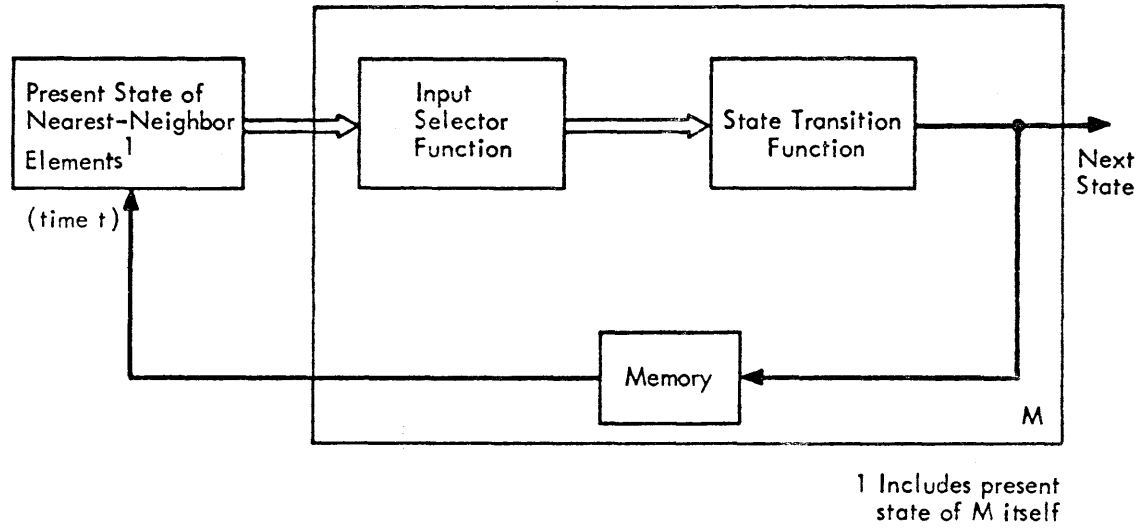 Present State of
Nearest-Neighbor
Elements1
(time t)
Input
Selector
Function
State Transition
Function
Next
State
Memory
M
1 Includes present
state of M itself